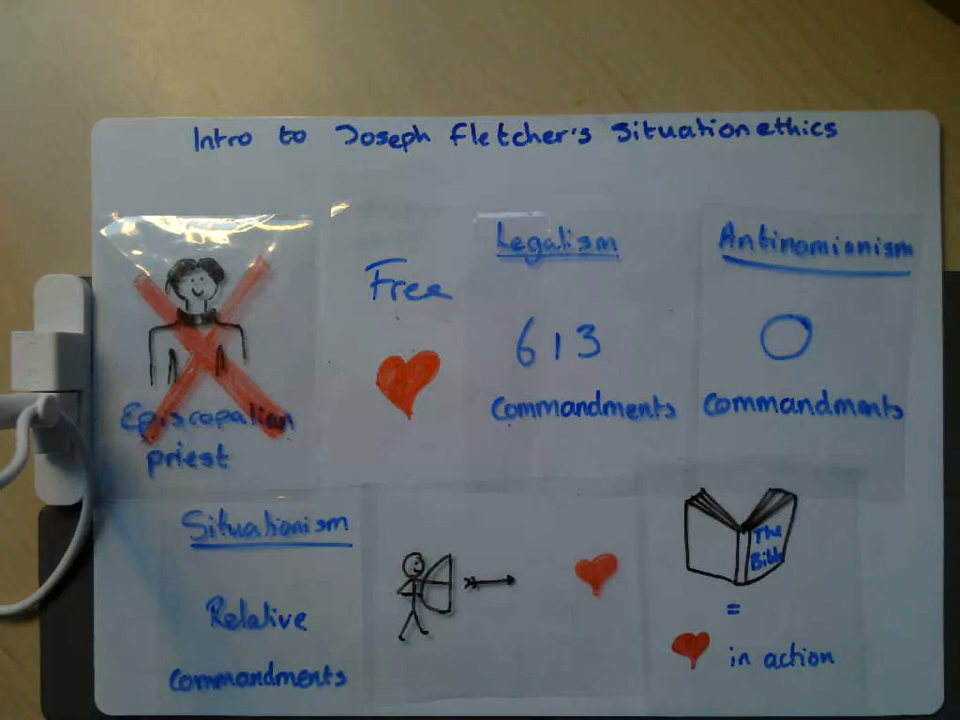 Intro to Joseph Fletcher's Situation ethics
Episcopalian
priest
Free
Legalism
613
Commandments
Antinomionism
0
Commandments
Situationism
Relative
Commandments
The
Bible
=
in action